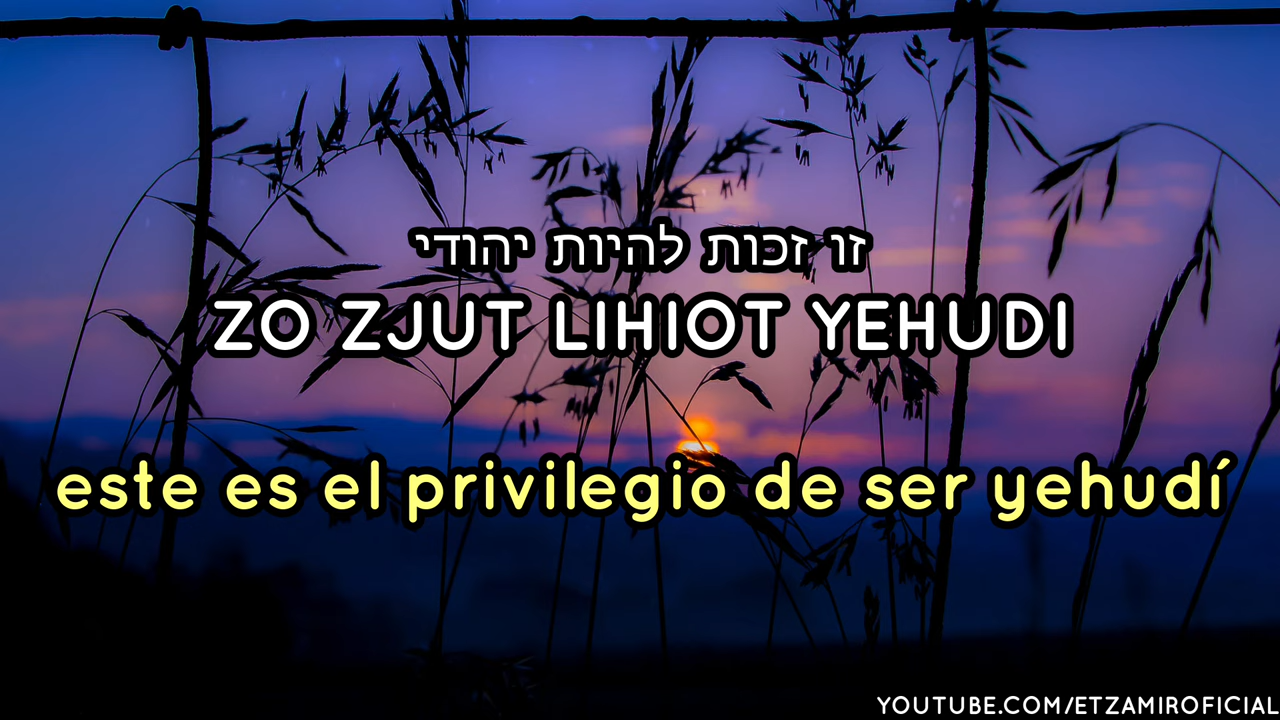 זו זכות להיות יהודי
ZO ZJUT LIHIOT YEHUDI
este es el privilegio de ser yehudí
YOUTUBE.COM/ETZAMIROFICIAL